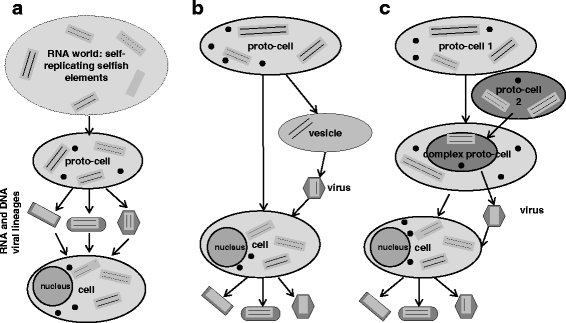 a
RNA world: self-
replicating selfish
elements
proto-cell
RNA and DNA
viral lineages
nucleus
cell
b
proto-cell
vesicle
virus
nucleus
cell
c
proto-cell 1
proto-cell
2
complex proto-cell
virus
nucleus
cell